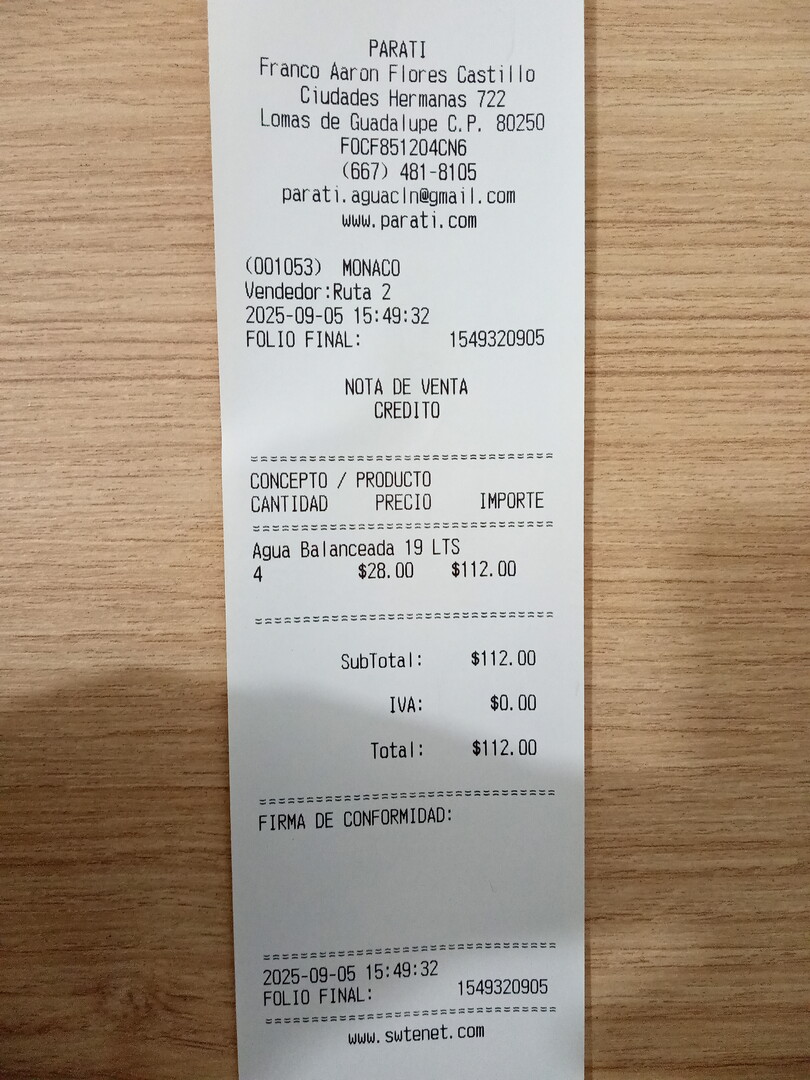 PARATI
Franco Aaron Flores Castillo
Ciudades Hermanas 722
Lomas de Guadalupe C.P. 80250
FOCF851204CN6
(667) 481-8105
parati.aguacln@gmail.com
www.parati.com
(001053) MONACO
Vendedor:Ruta 2
2025-09-05 15:49:32
FOLIO FINAL: 1549320905
NOTA DE VENTA
CREDITO
==============================
CONCEPTO / PRODUCTO
CANTIDAD PRECIO IMPORTE
==============================
Agua Balanceada 19 LTS
4 $28.00 $112.00
==============================
SubTotal: $112.00
IVA: $0.00
Total: $112.00
==============================
FIRMA DE CONFORMIDAD:
==============================
2025-09-05 15:49:32
FOLIO FINAL: 1549320905
==============================
www.swtenet.com